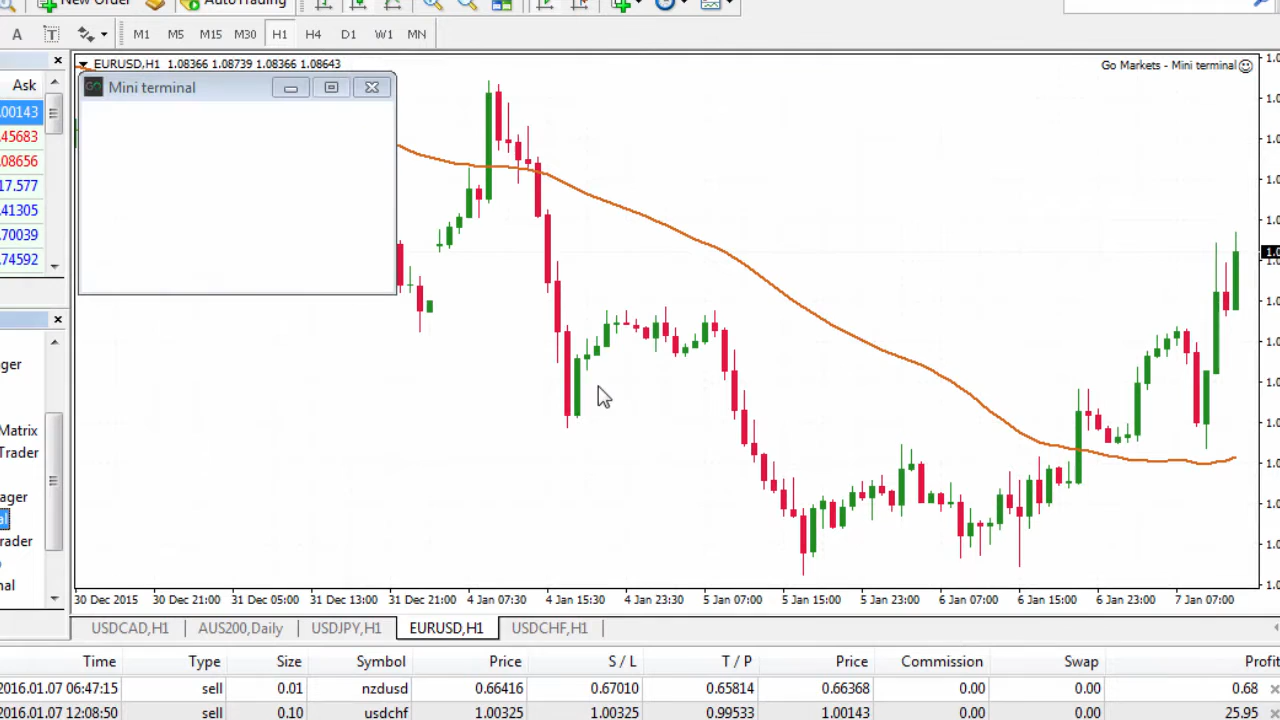 New Order AutoTrading
A T M1 M5 M15 M30 H1 H4 D1 W1 MN
EURUSD,H1 1.08366 1.08739 1.08366 1.08643
Go Markets - Mini terminal
Mini terminal
Ask
.00143
.45683
.08656
17.577
.41305
.70039
.74592
ger
Matrix
Trader
ager
al
rader
nal
30 Dec 2015 30 Dec 21:00 31 Dec 05:00 31 Dec 13:00 31 Dec 21:00 4 Jan 07:30 4 Jan 15:30 4 Jan 23:30 5 Jan 07:00 5 Jan 15:00 5 Jan 23:00 6 Jan 07:00 6 Jan 15:00 6 Jan 23:00 7 Jan 07:00
USDCAD,H1 AUS200,Daily USDJPY,H1 EURUSD,H1 USDCHF,H1
Time Type Size Symbol Price S / L T / P Price Commission Swap Profit
2016.01.07 06:47:15 sell 0.01 nzdusd 0.66416 0.67010 0.65814 0.66368 0.00 0.00 0.68
2016.01.07 12:08:50 sell 0.10 usdchf 1.00325 1.00325 0.99533 1.00143 0.00 0.00 25.95